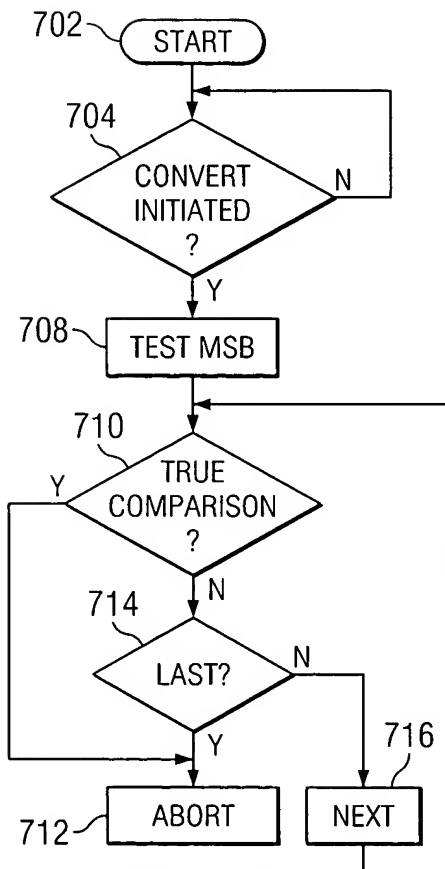 702
START
704
CONVERT
INITIATED
?
N
Y
708
TEST MSB
710
TRUE
COMPARISON
?
Y
N
714
LAST?
N
Y
716
712
ABORT
NEXT